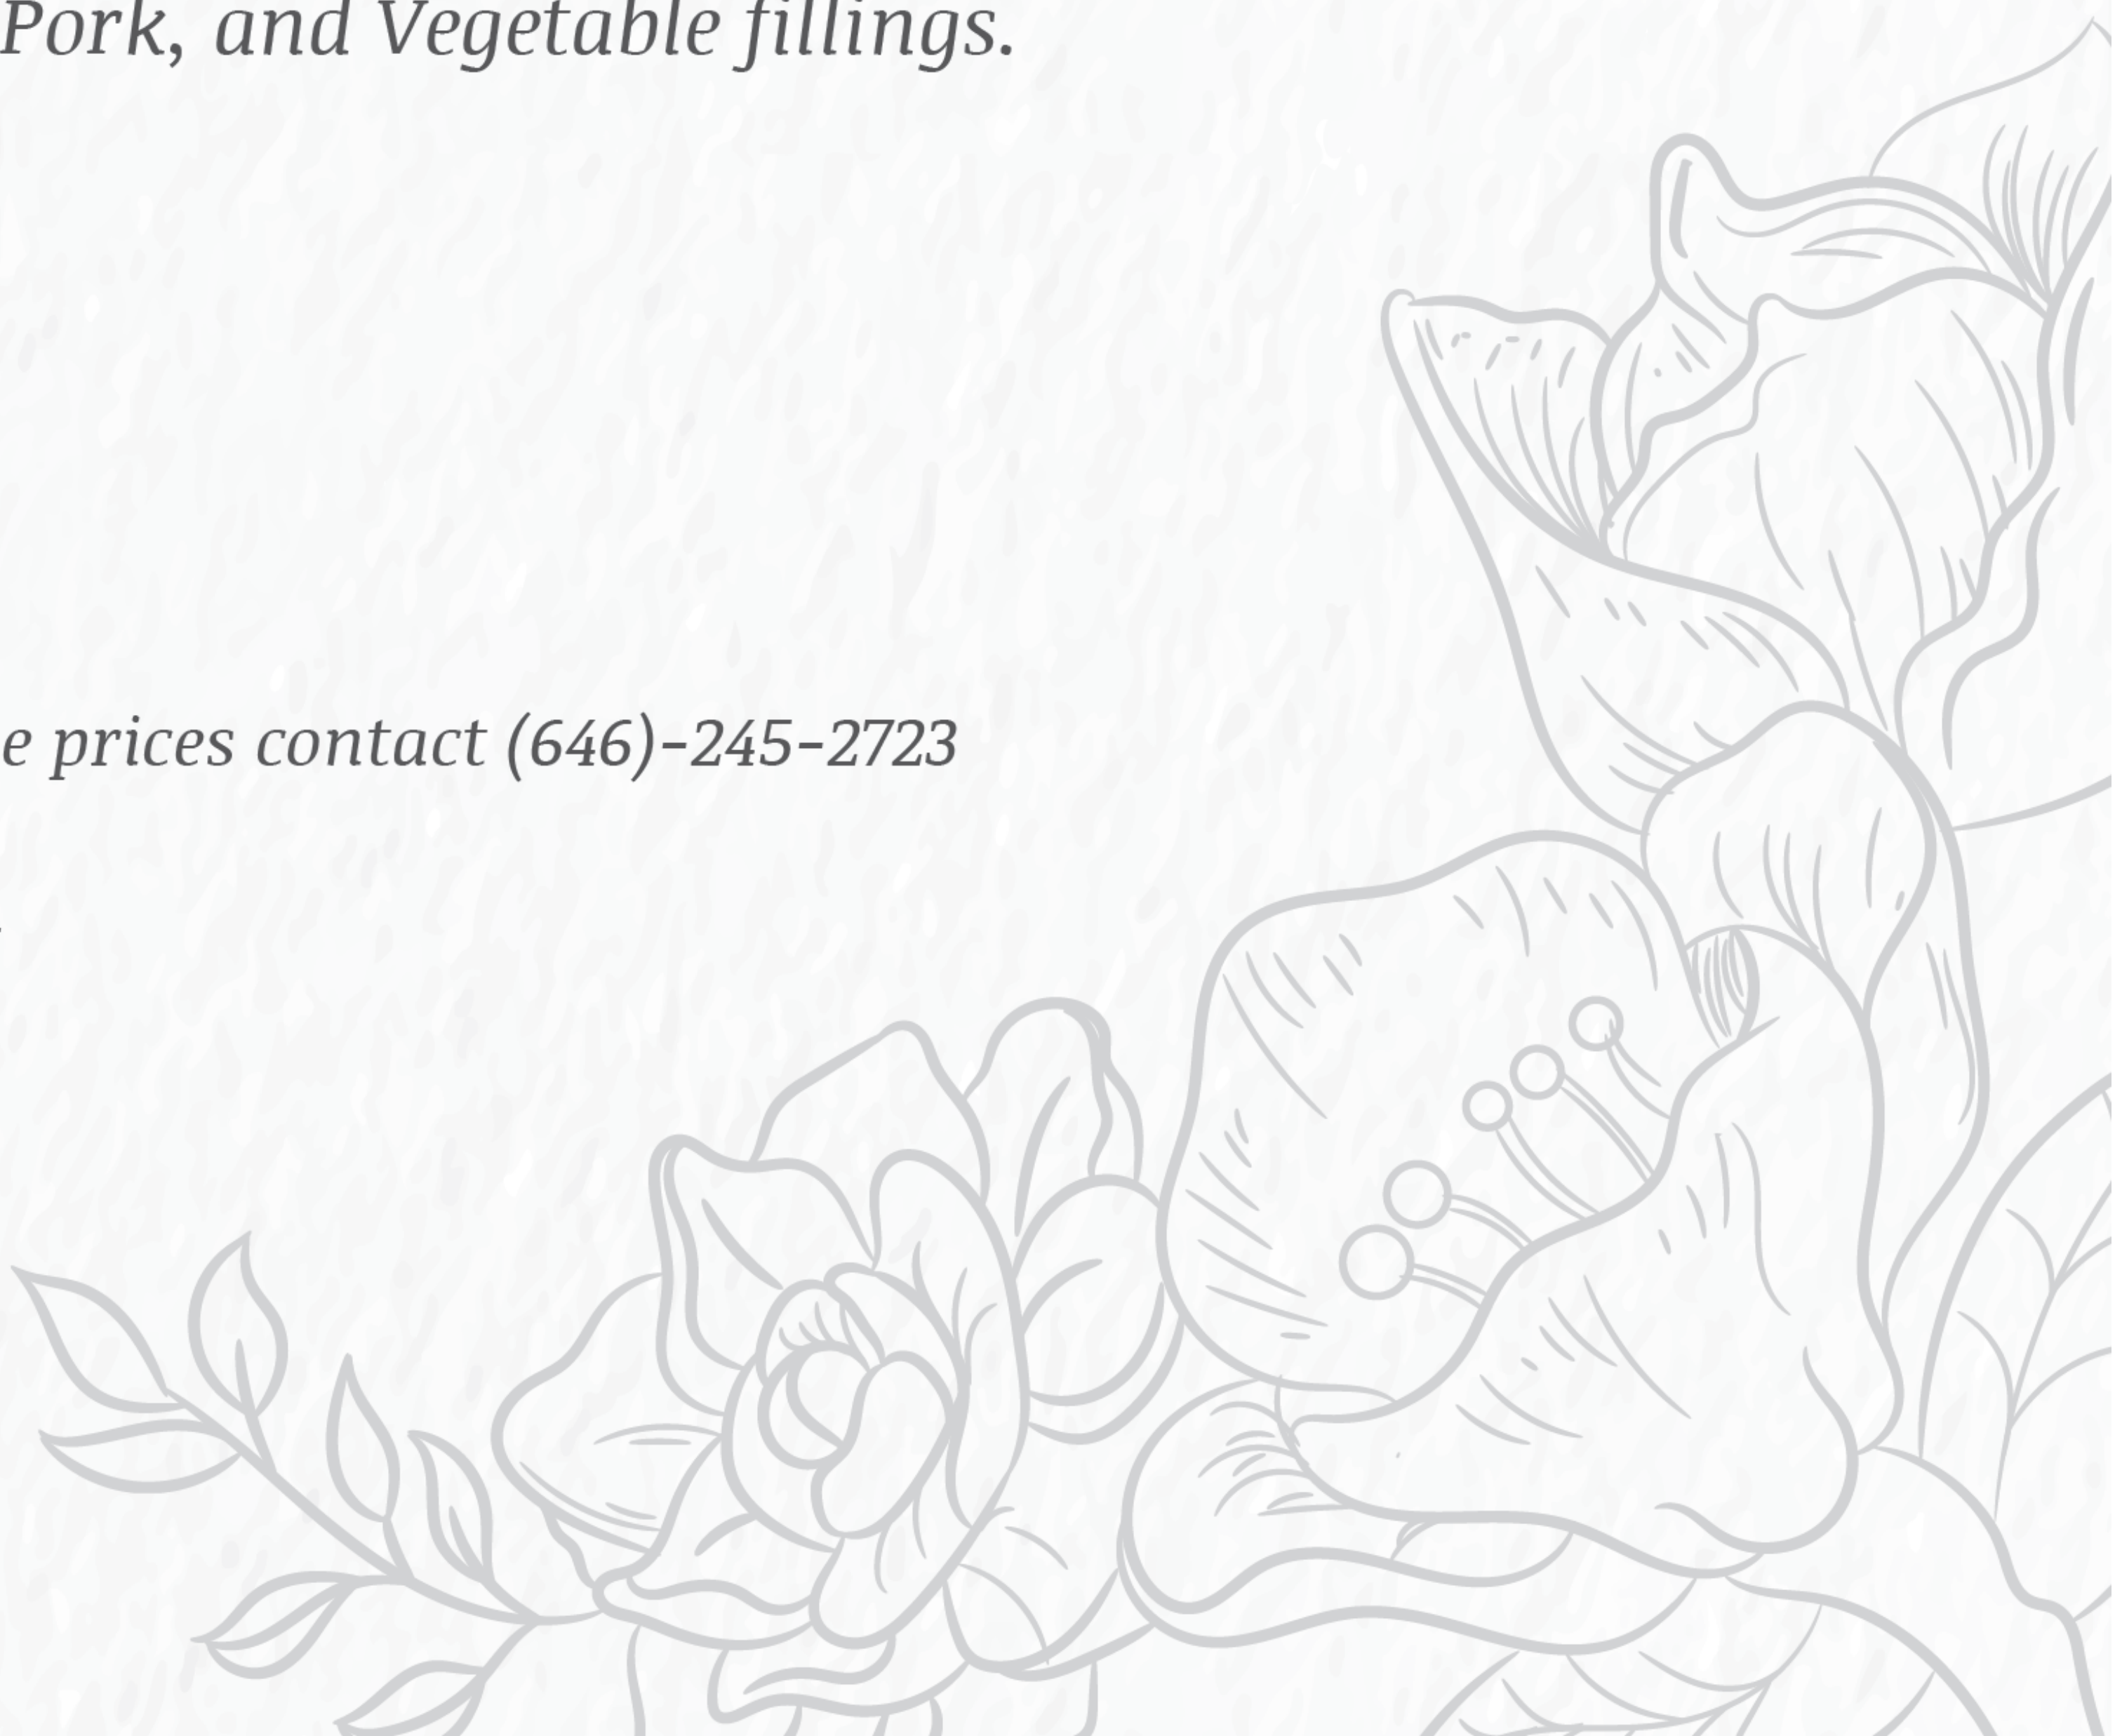 Pork, and Vegetable fillings.
e prices contact (646)-245-2723